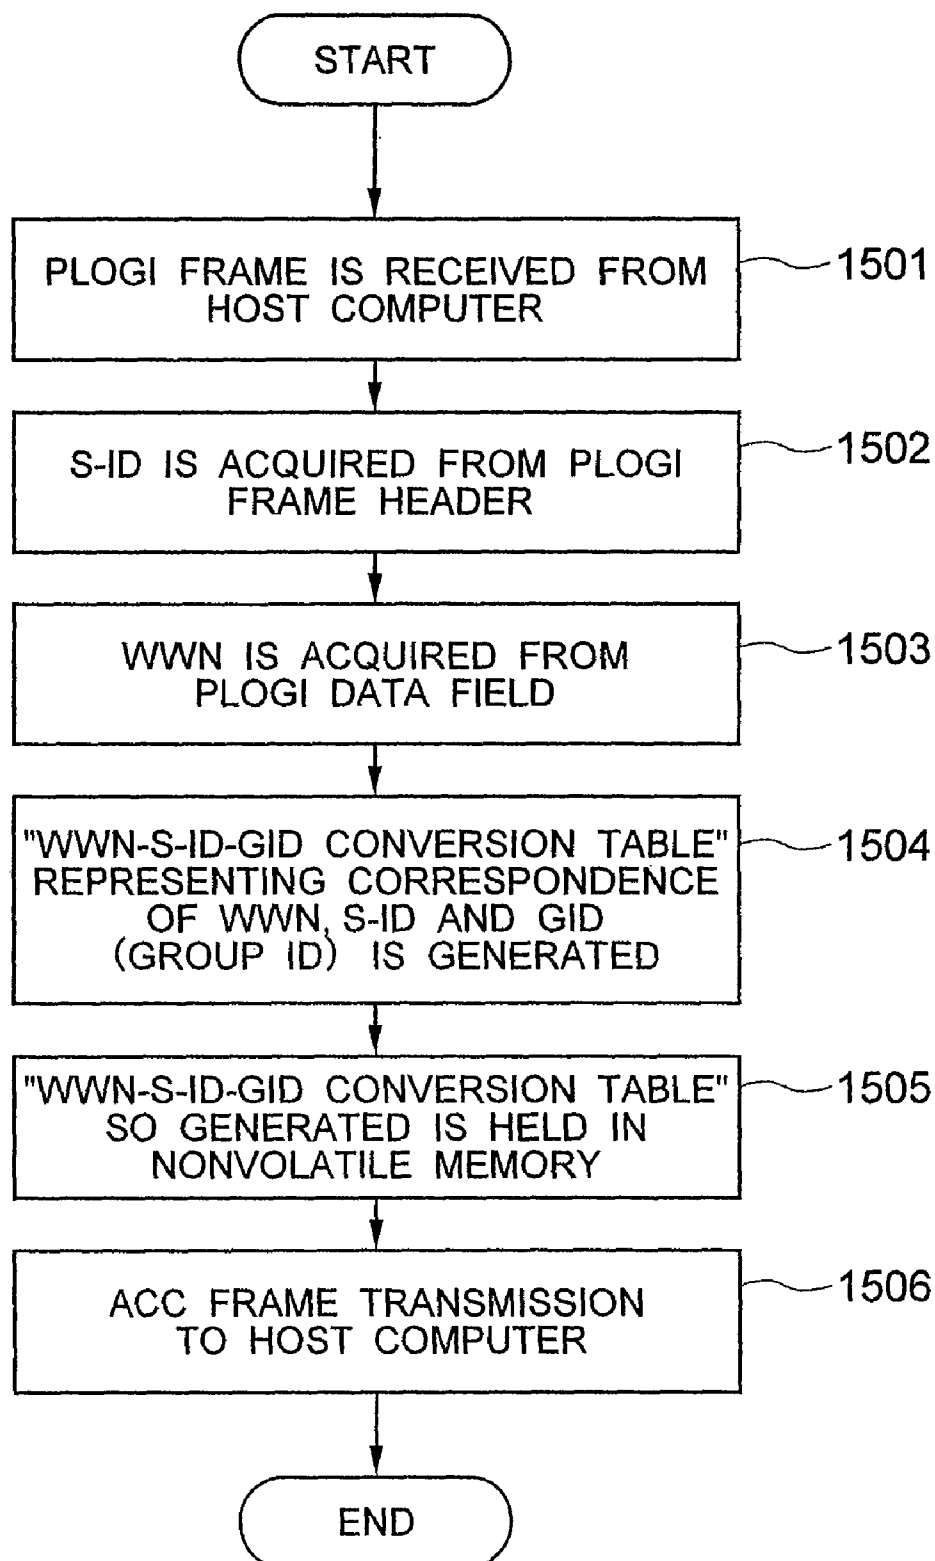 START
PLOGI FRAME IS RECEIVED FROM
HOST COMPUTER
1501
S-ID IS ACQUIRED FROM PLOGI
FRAME HEADER
1502
WWN IS ACQUIRED FROM
PLOGI DATA FIELD
1503
"WWN-S-ID-GID CONVERSION TABLE"
REPRESENTING CORRESPONDENCE
OF WWN, S-ID AND GID
(GROUP ID) IS GENERATED
1504
"WWN-S-ID-GID CONVERSION TABLE"
SO GENERATED IS HELD IN
NONVOLATILE MEMORY
1505
ACC FRAME TRANSMISSION
TO HOST COMPUTER
1506
END